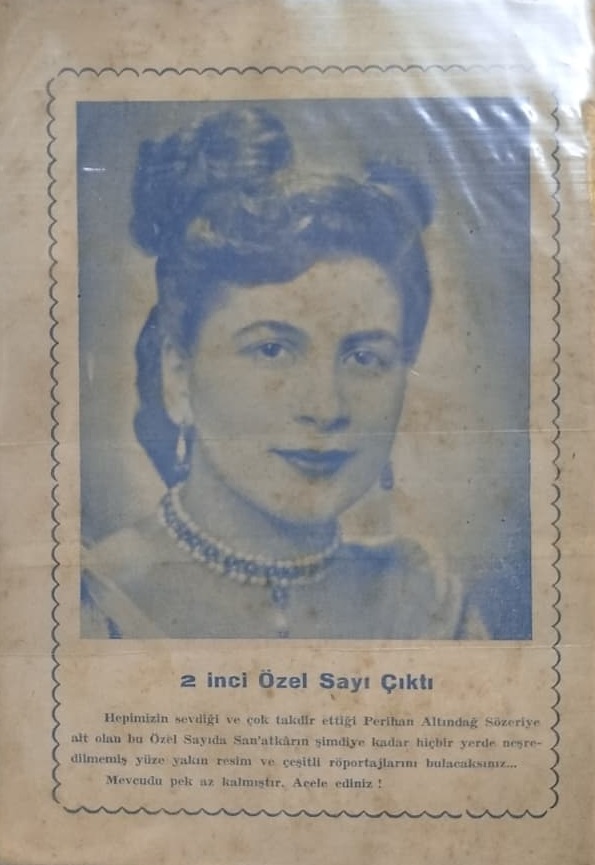 2 inci Özel Sayı Çıktı
Hepimizin sevdiği ve çok takdir ettiği Perihan Altındağ Sözeriye
ait olan bu Özel Sayıda San'atkârın şimdiye kadar hiçbir yerde neşre-
dilmemiş yüze yakın resim ve çeşitli röportajlarını bulacaksınız...
Mevcudu pek az kalmıştır. Acele ediniz !